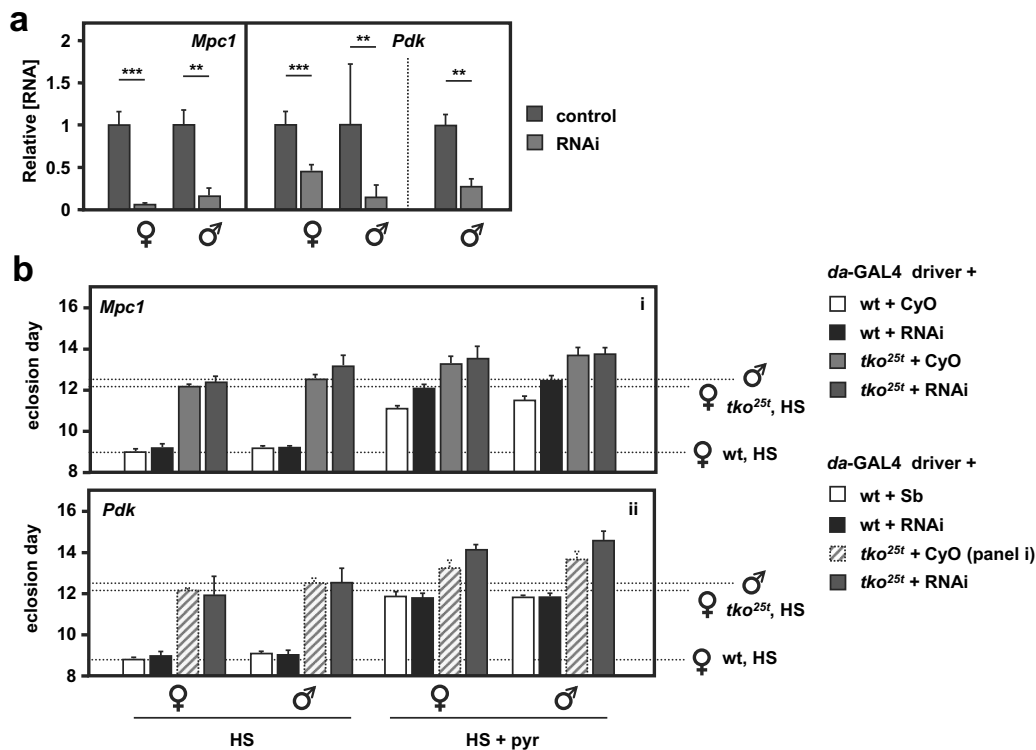 a
Mpc1
Pdk
Relative [RNA]
2
1.5
1
0.5
0
*** ** *** ** **
control
RNAi
♀ ♂ ♀ ♂ ♂
b
Mpc1
i
eclosion day
16
14
12
10
8
♂
♀ tko25t, HS
♀ wt, HS
da-GAL4 driver +
wt + CyO
wt + RNAi
tko25t + CyO
tko25t + RNAi
Pdk
ii
eclosion day
16
14
12
10
8
♂
♀ tko25t, HS
♀ wt, HS
da-GAL4 driver +
wt + Sb
wt + RNAi
tko25t + CyO (panel i)
tko25t + RNAi
♀ ♂ ♀ ♂
HS HS + pyr